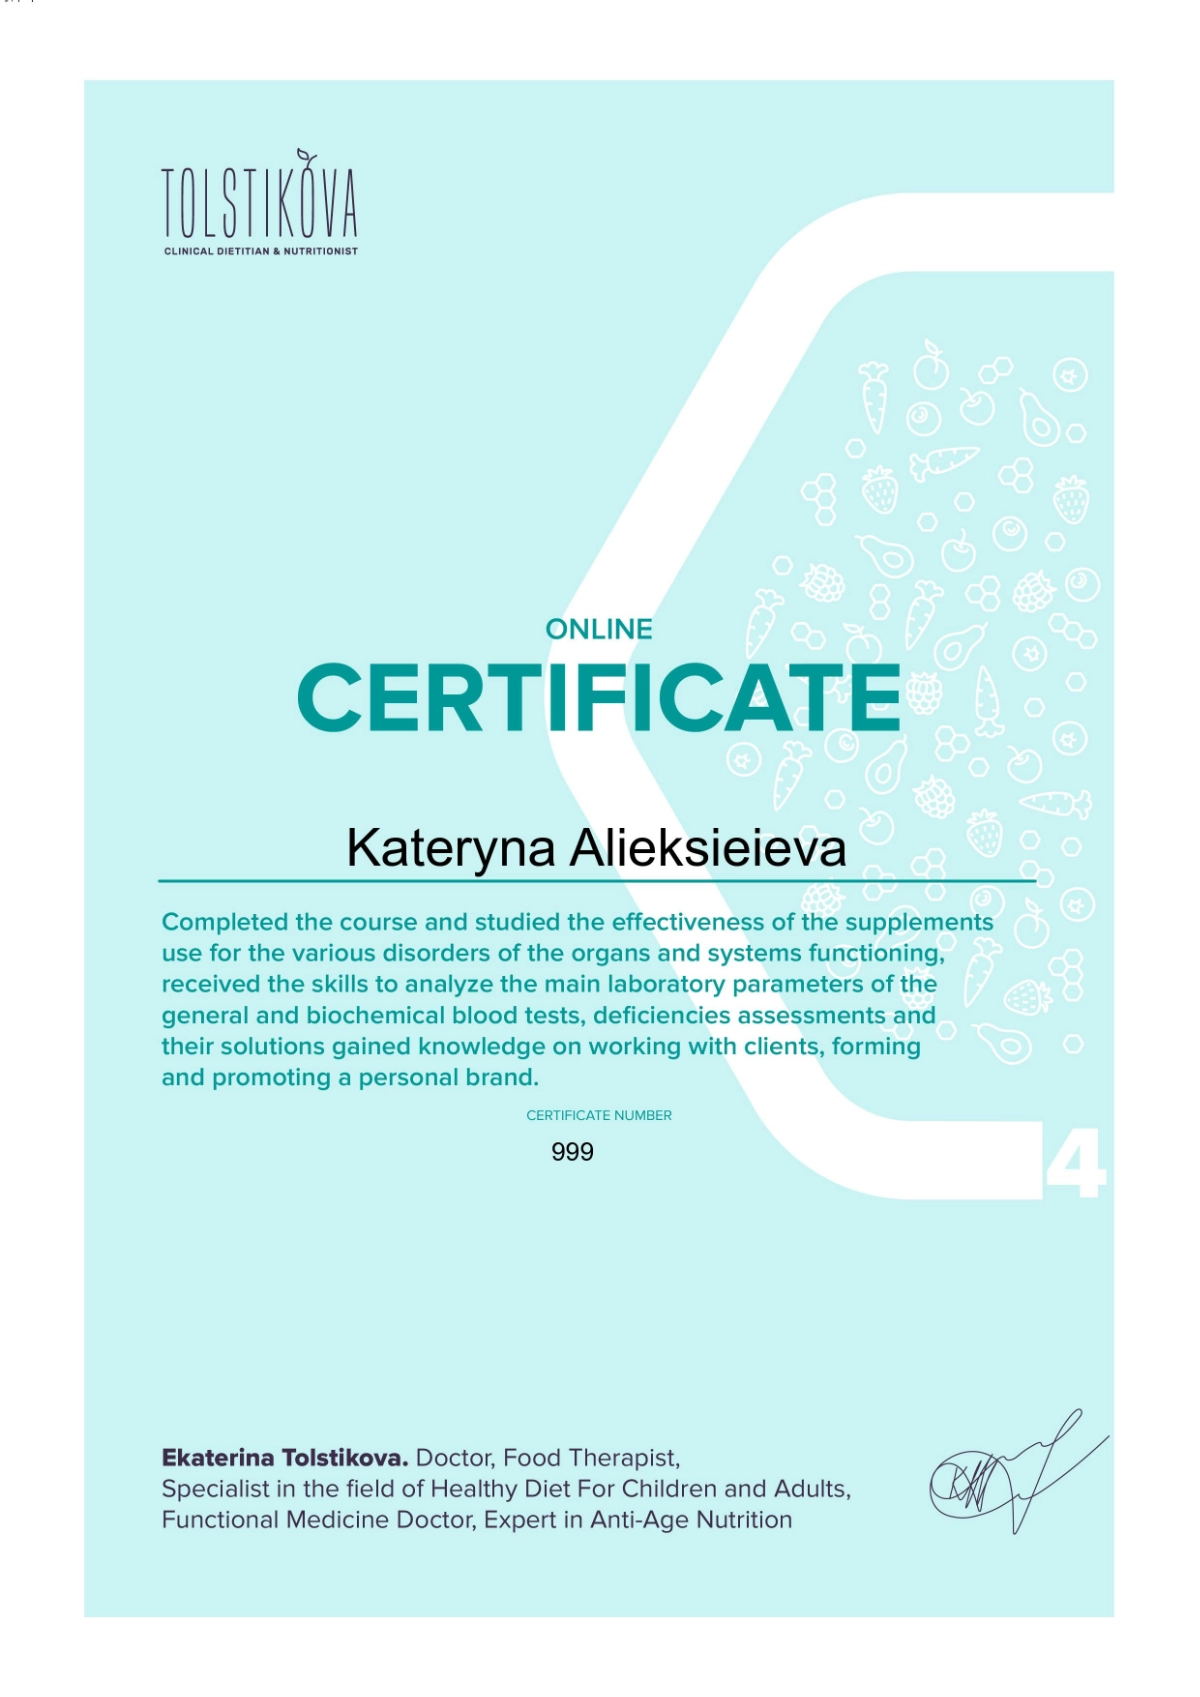 TOLSTIKOVA
CLINICAL DIETITIAN & NUTRITIONIST
ONLINE
CERTIFICATE
Kateryna Alieksieieva
Completed the course and studied the effectiveness of the supplements
use for the various disorders of the organs and systems functioning,
received the skills to analyze the main laboratory parameters of the
general and biochemical blood tests, deficiencies assessments and
their solutions gained knowledge on working with clients, forming
and promoting a personal brand.
CERTIFICATE NUMBER
999
4
Ekaterina Tolstikova. Doctor, Food Therapist,
Specialist in the field of Healthy Diet For Children and Adults,
Functional Medicine Doctor, Expert in Anti-Age Nutrition